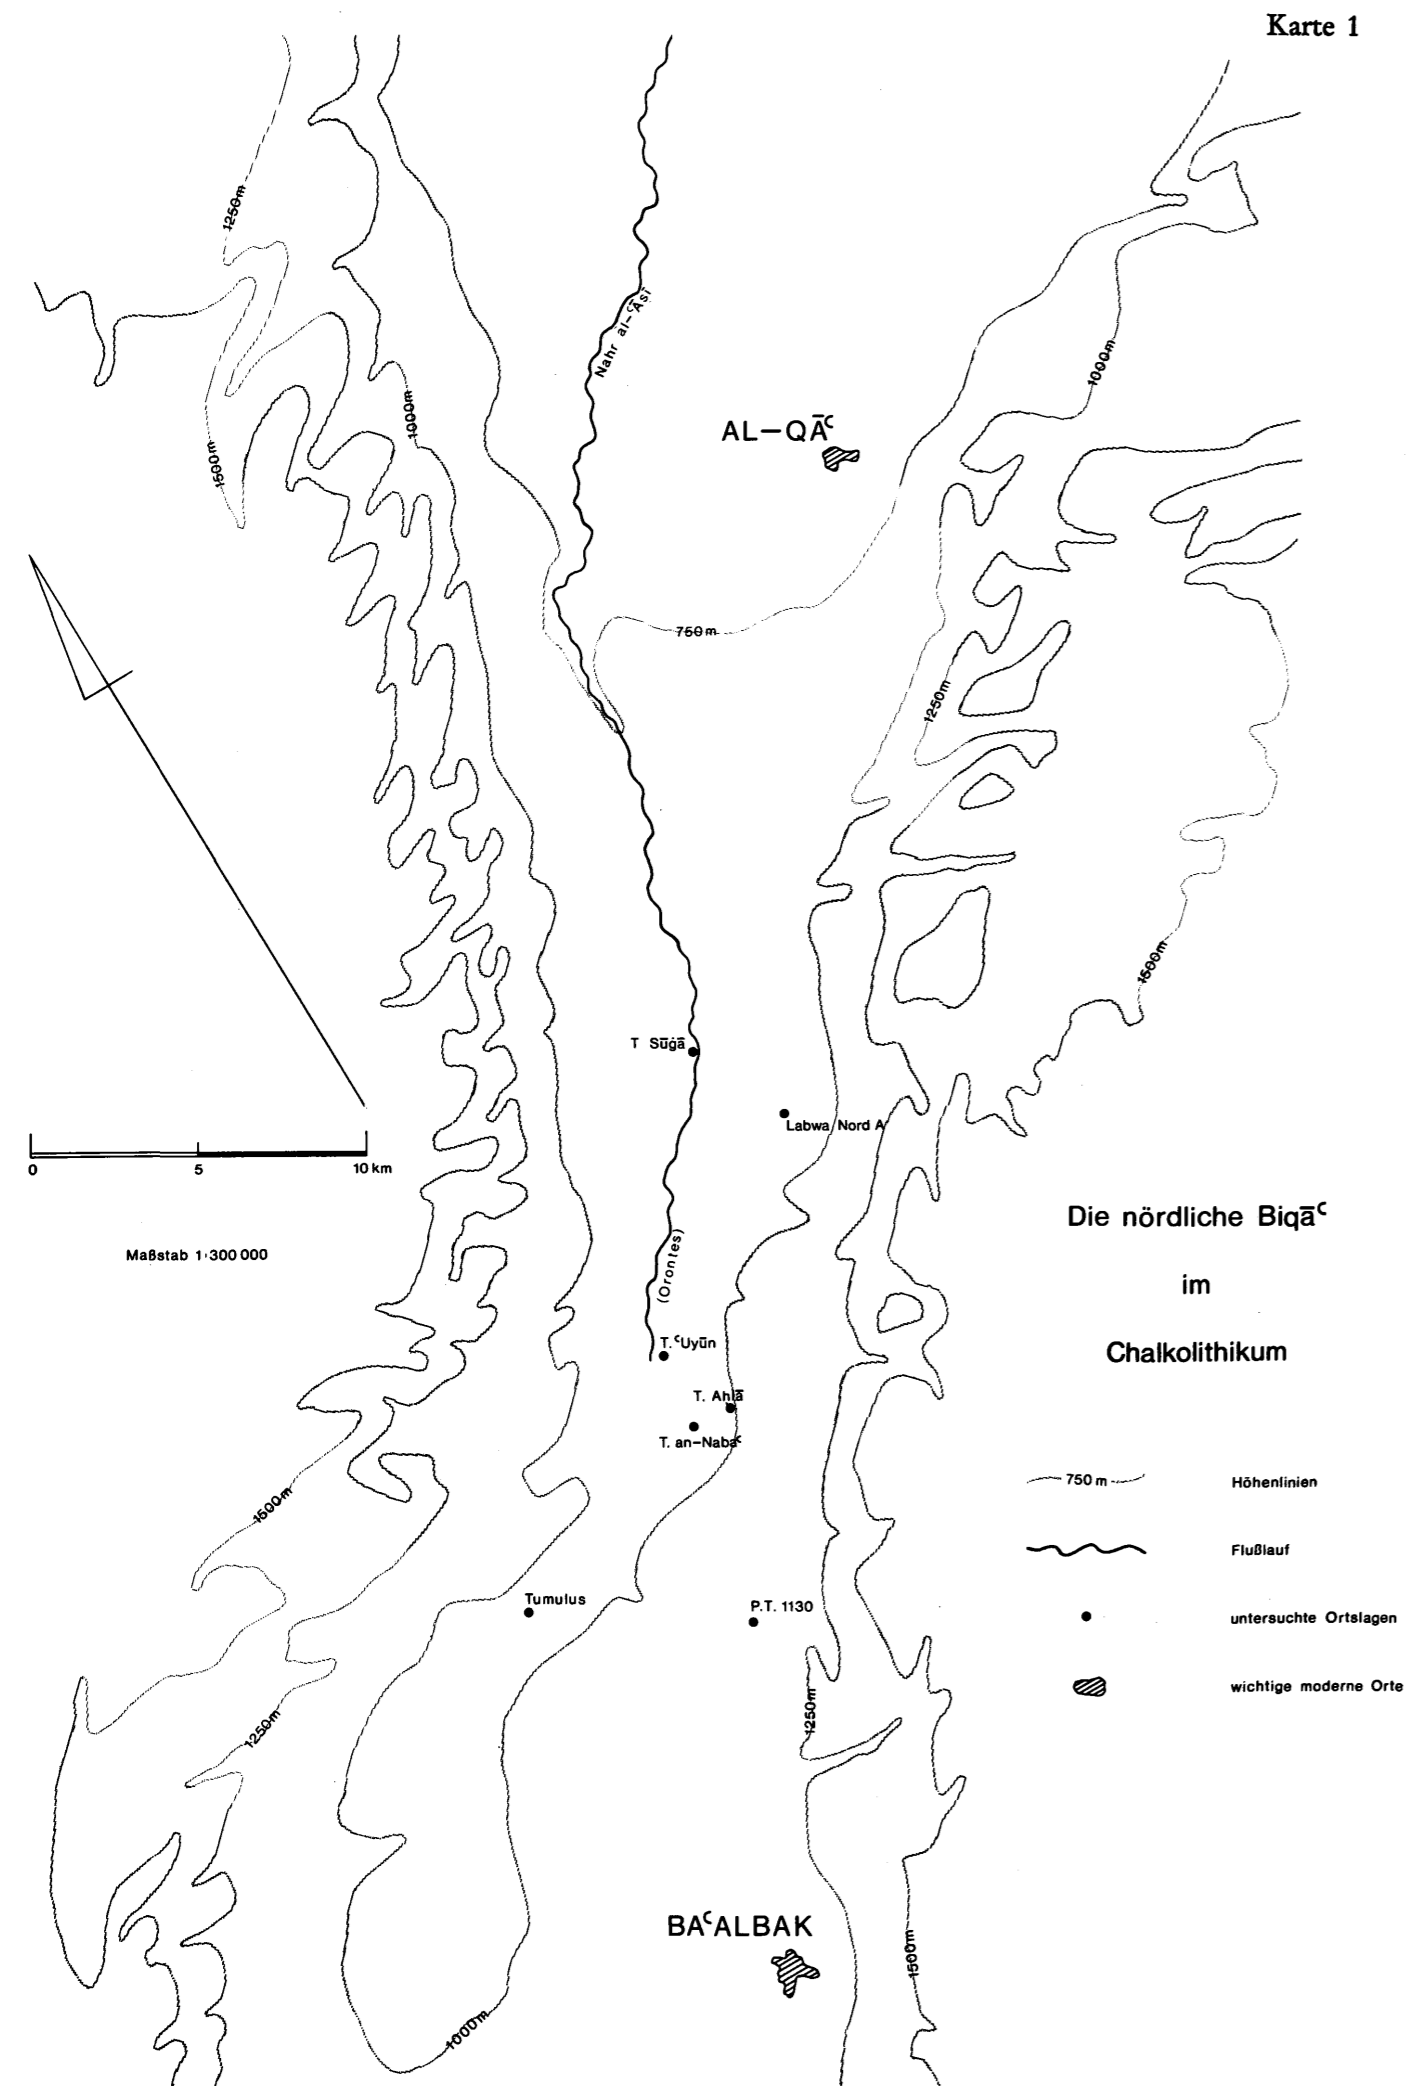 Karte 1
1250m
Nahr al-ʿĀsī
1000m
1000m
AL-QĀʿ
1500m
750 m
1250m
1500m
T Sūġā
Labwa Nord A
0 5 10 km
Die nördliche Biqāʿ
Maßstab 1:300 000
(Orontes)
im
T. ʿUyūn
Chalkolithikum
T. Ahlā
T. an-Nabaʿ
750 m
Höhenlinien
1500m
Flußlauf
Tumulus
P.T. 1130
untersuchte Ortslagen
wichtige moderne Orte
1250m
1250m
BAʿALBAK
1500m
1000m